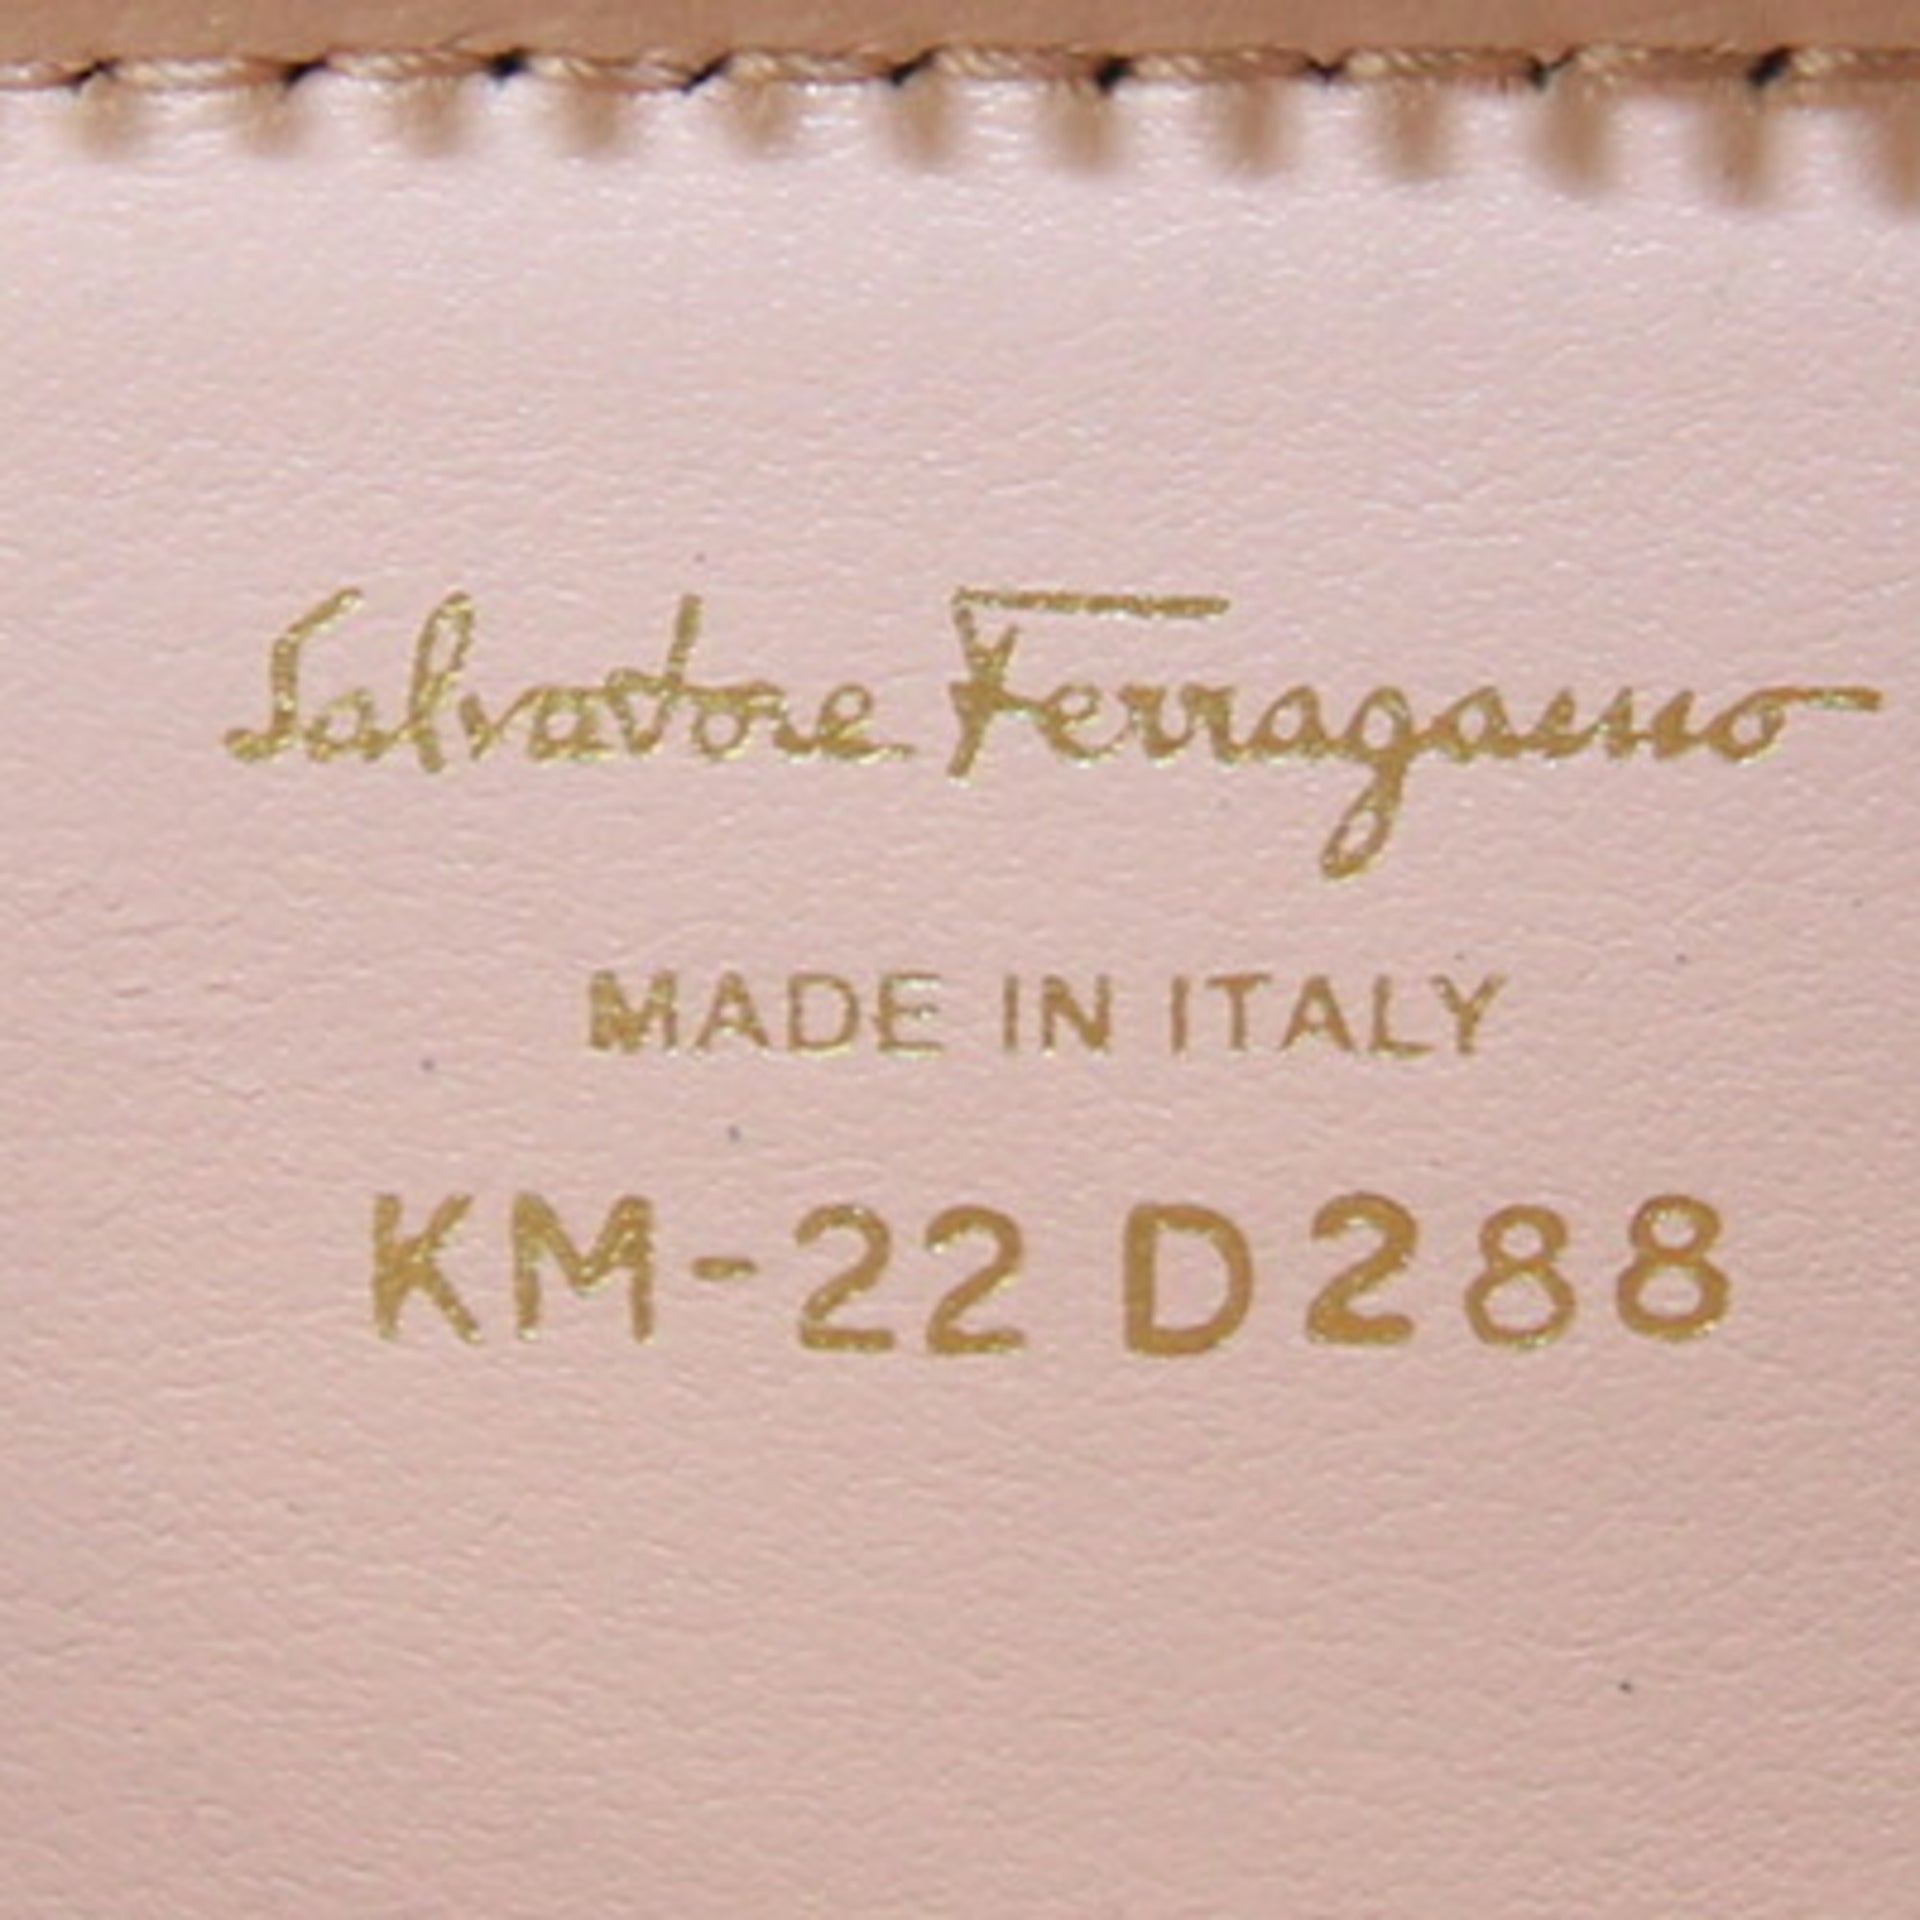 Salvatore Ferragamo
MADE IN ITALY
KM-22 D288